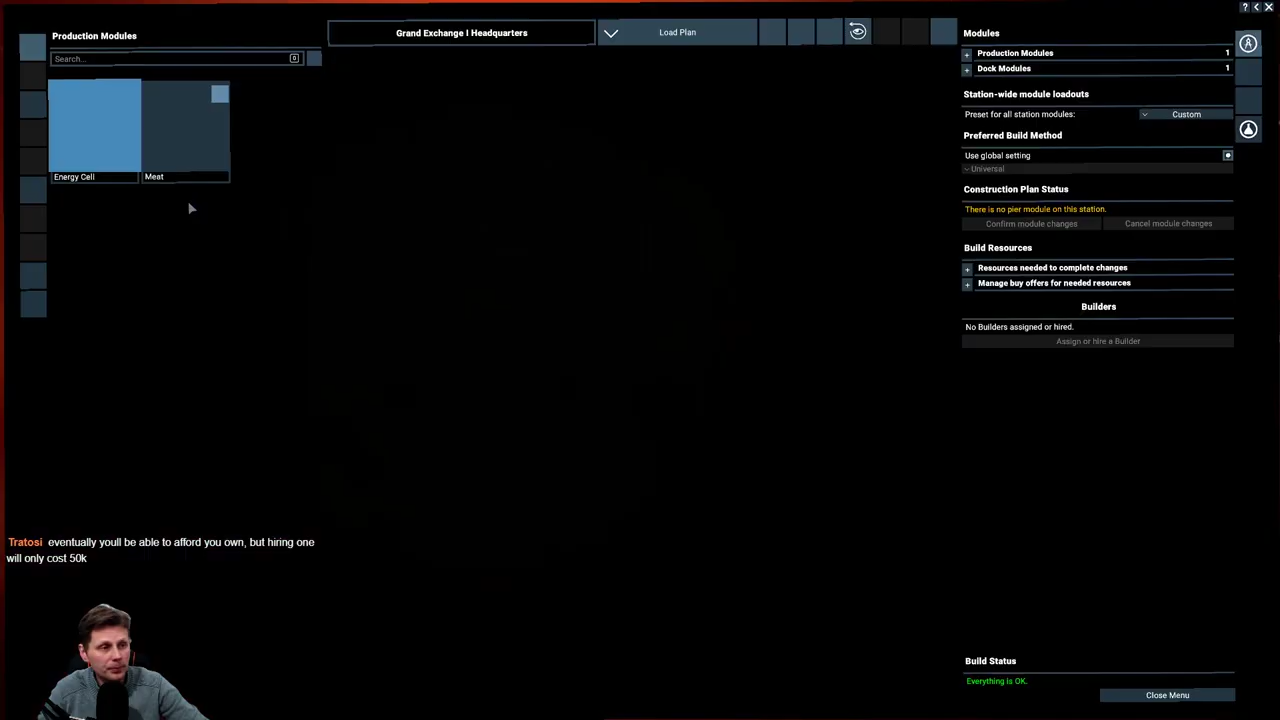 Production Modules
Search...
Energy Cell
Meat
Grand Exchange I Headquarters
Load Plan
Modules
+ Production Modules 1
+ Dock Modules 1
Station-wide module loadouts
Preset for all station modules: Custom
Preferred Build Method
Use global setting
Universal
Construction Plan Status
There is no pier module on this station.
Confirm module changes Cancel module changes
Build Resources
+ Resources needed to complete changes
+ Manage buy offers for needed resources
Builders
No Builders assigned or hired.
Assign or hire a Builder
Tratosi eventually youll be able to afford you own, but hiring one
will only cost 50k
Build Status
Everything is OK.
Close Menu